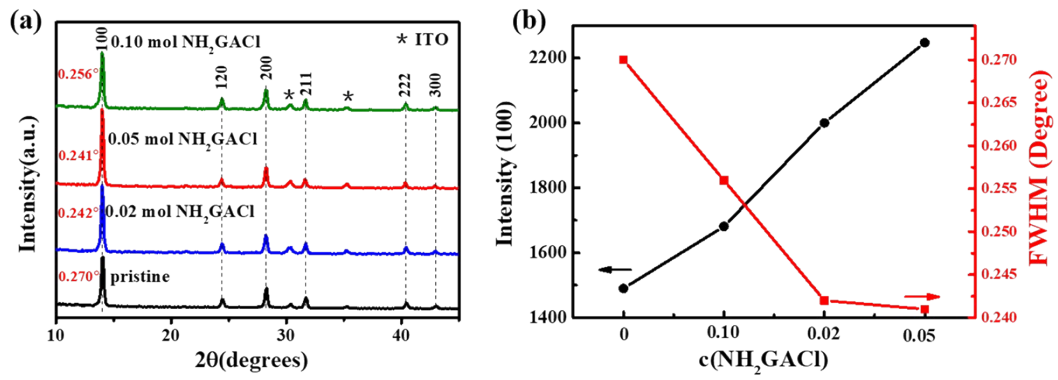 (a)
Intensity(a.u.)
100
0.10 mol NH₂GACl
* ITO
0.256°
120
200
*
211
*
222
300
0.05 mol NH₂GACl
0.241°
0.02 mol NH₂GACl
0.242°
pristine
0.270°
10 20 30 40
2θ(degrees)
(b)
Intensity (100)
2200
2000
1800
1600
1400
0 0.10 0.02 0.05
c(NH₂GACl)
0.270
0.265
0.260
0.255
0.250
0.245
0.240
FWHM (Degree)